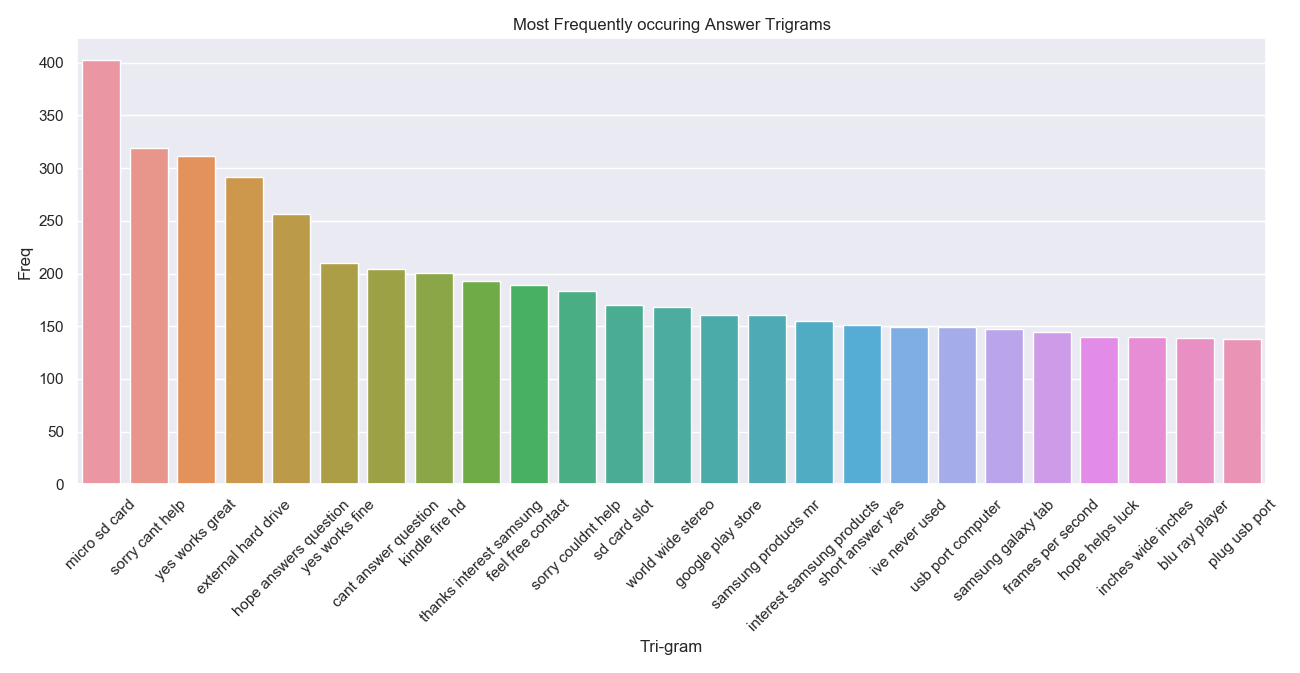 Most Frequently occuring Answer Trigrams
Freq
400
350
300
250
200
150
100
50
0
micro sd card
sorry cant help
yes works great
external hard drive
hope answers question
yes works fine
cant answer question
kindle fire hd
thanks interest samsung
feel free contact
sorry couldnt help
sd card slot
world wide stereo
google play store
samsung products mr
interest samsung products
short answer yes
ive never used
usb port computer
samsung galaxy tab
frames per second
hope helps luck
inches wide inches
blu ray player
plug usb port
Tri-gram